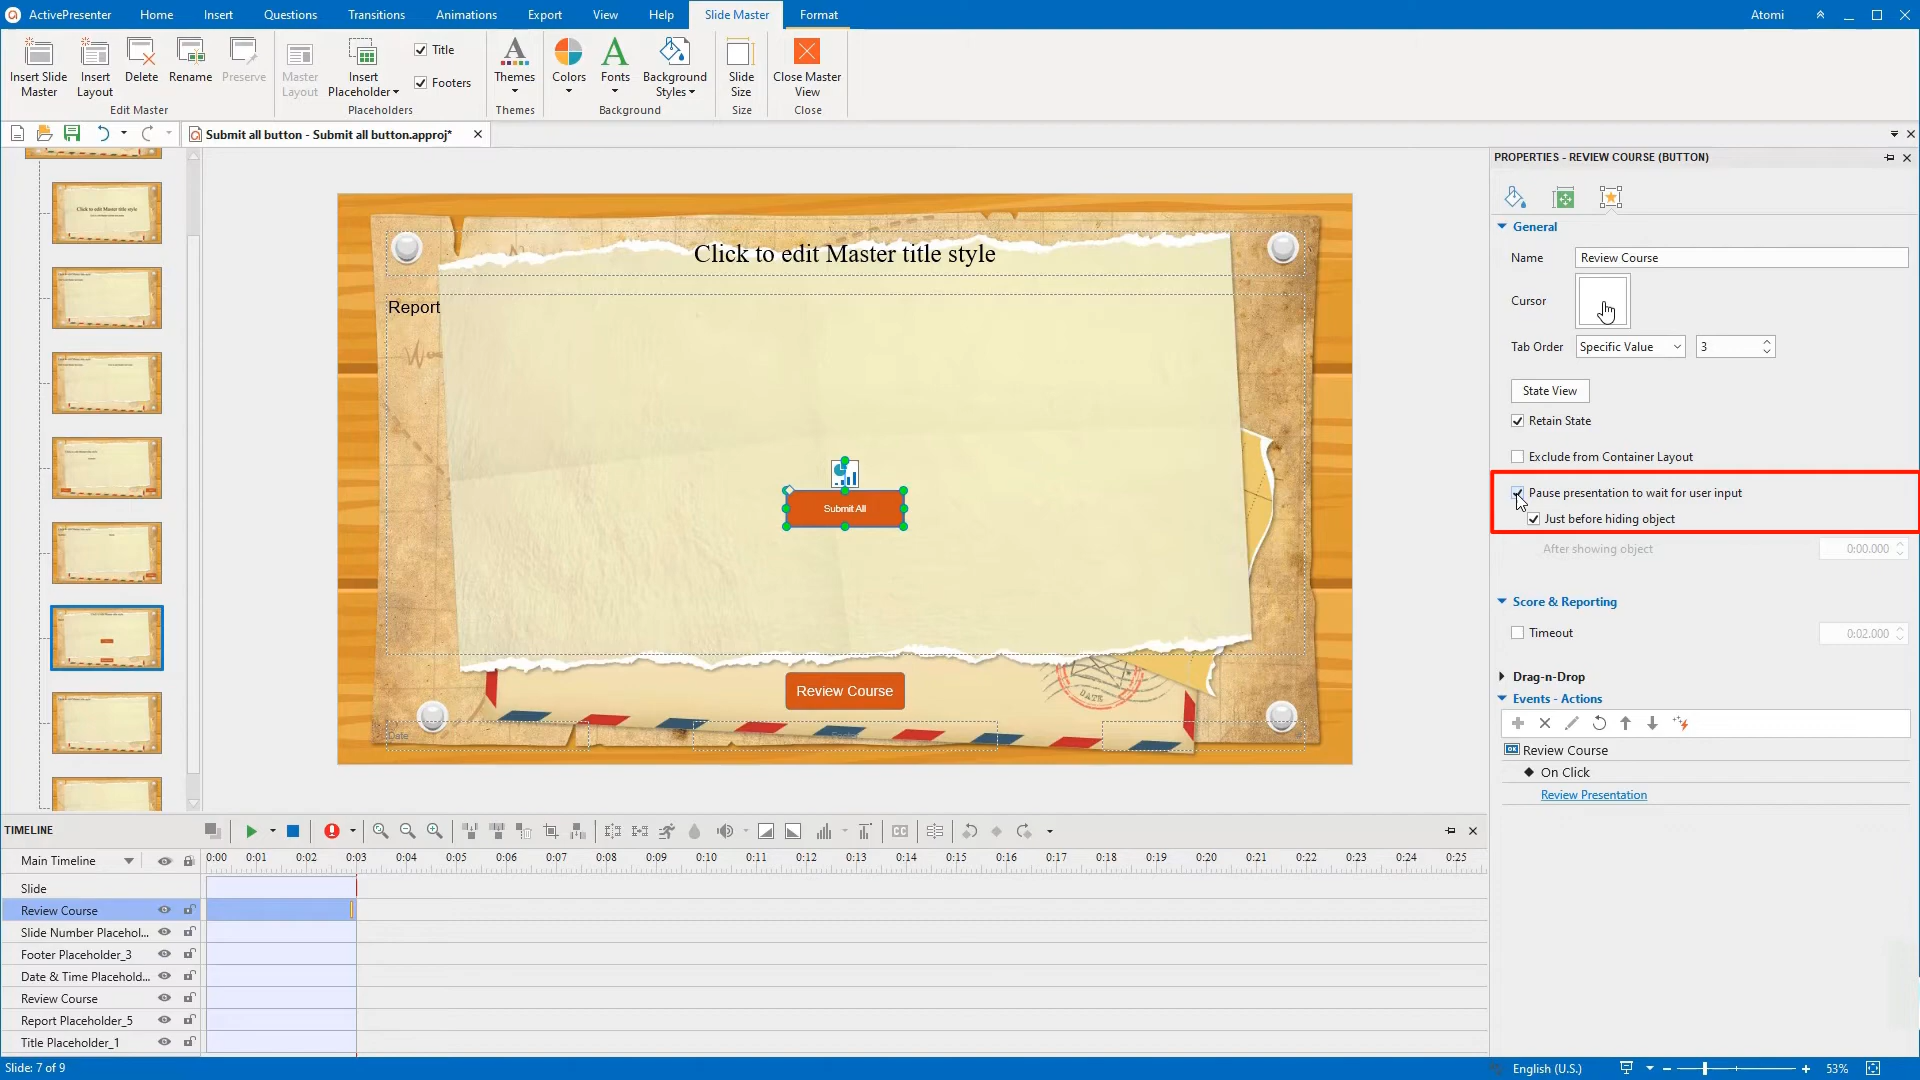 ActivePresenter Home Insert Questions Transitions Animations Export View Help Slide Master Format Atomi
Insert Slide Master Insert Layout Delete Rename Preserve Master Layout Insert Placeholder Title Footers Themes Colors Fonts Background Styles Slide Size Close Master View
Edit Master Placeholders Themes Background Size Close
Submit all button - Submit all button.approj*
PROPERTIES - REVIEW COURSE (BUTTON)
General
Name Review Course
Cursor
Tab Order Specific Value 3
State View
Retain State
Exclude from Container Layout
Pause presentation to wait for user input
Just before hiding object
After showing object 0:00.000
Score & Reporting
Timeout 0:02.000
Drag-n-Drop
Events - Actions
OK Review Course
On Click
Review Presentation
Click to edit Master title style
Report
Submit All
Review Course
DATE
Date Footer
TIMELINE
CC
Main Timeline 0:00 0:01 0:02 0:03 0:04 0:05 0:06 0:07 0:08 0:09 0:10 0:11 0:12 0:13 0:14 0:15 0:16 0:17 0:18 0:19 0:20 0:21 0:22 0:23 0:24 0:25
Slide
Review Course
Slide Number Placehol...
Footer Placeholder_3
Date & Time Placehold...
Review Course
Report Placeholder_5
Title Placeholder_1
Slide: 7 of 9 English (U.S.) 53%